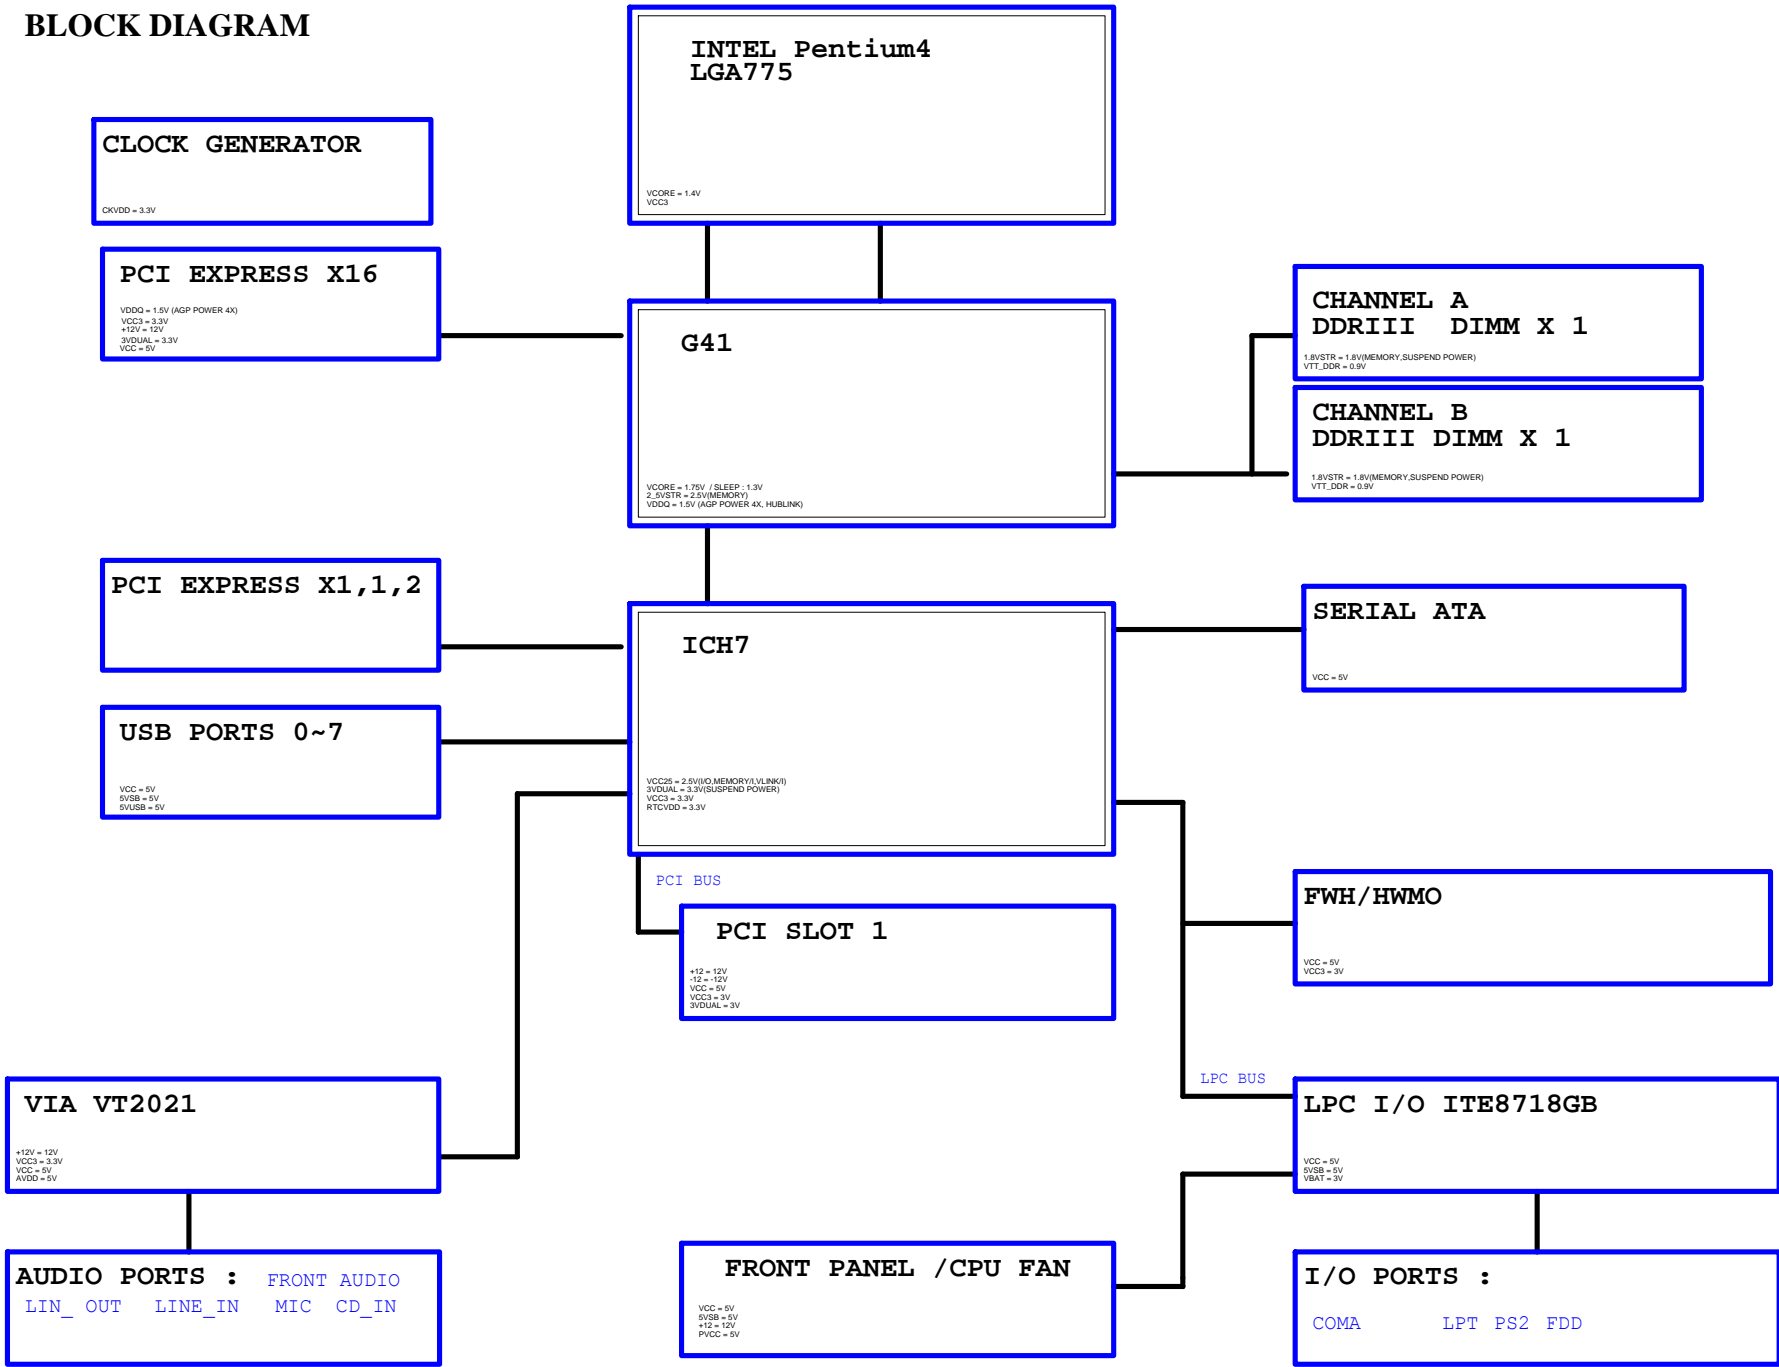 BLOCK DIAGRAM
INTEL Pentium4
LGA775
VCORE = 1.4V
VCC3
CLOCK GENERATOR
CKVDD = 3.3V
PCI EXPRESS X16
VDDQ = 1.5V (AGP POWER 4X)
VCC3 = 3.3V
+12V = 12V
3VDUAL = 3.3V
VCC = 5V
G41
VCORE = 1.75V / SLEEP : 1.3V
2_5VSTR = 2.5V(MEMORY)
VDDQ = 1.5V (AGP POWER 4X, HUBLINK)
CHANNEL A
DDRIII DIMM X 1
1.8VSTR = 1.8V(MEMORY,SUSPEND POWER)
VTT_DDR = 0.9V
CHANNEL B
DDRIII DIMM X 1
1.8VSTR = 1.8V(MEMORY,SUSPEND POWER)
VTT_DDR = 0.9V
PCI EXPRESS X1,1,2
ICH7
VCC25 = 2.5V(I/O,MEMORY/I,VLINK/I)
3VDUAL = 3.3V(SUSPEND POWER)
VCC3 = 3.3V
RTCVDD = 3.3V
SERIAL ATA
VCC = 5V
USB PORTS 0~7
VCC = 5V
5VSB = 5V
5VUSB = 5V
PCI BUS
PCI SLOT 1
+12 = 12V
-12 = -12V
VCC = 5V
VCC3 = 3V
3VDUAL = 3V
FWH/HWMO
VCC = 5V
VCC3 = 3V
LPC BUS
VIA VT2021
+12V = 12V
VCC3 = 3.3V
VCC = 5V
AVDD = 5V
LPC I/O ITE8718GB
VCC = 5V
5VSB = 5V
VBAT = 3V
AUDIO PORTS : FRONT AUDIO
LIN_ OUT LINE_IN MIC CD_IN
FRONT PANEL /CPU FAN
VCC = 5V
5VSB = 5V
+12 = 12V
PVCC = 5V
I/O PORTS :
COMA LPT PS2 FDD